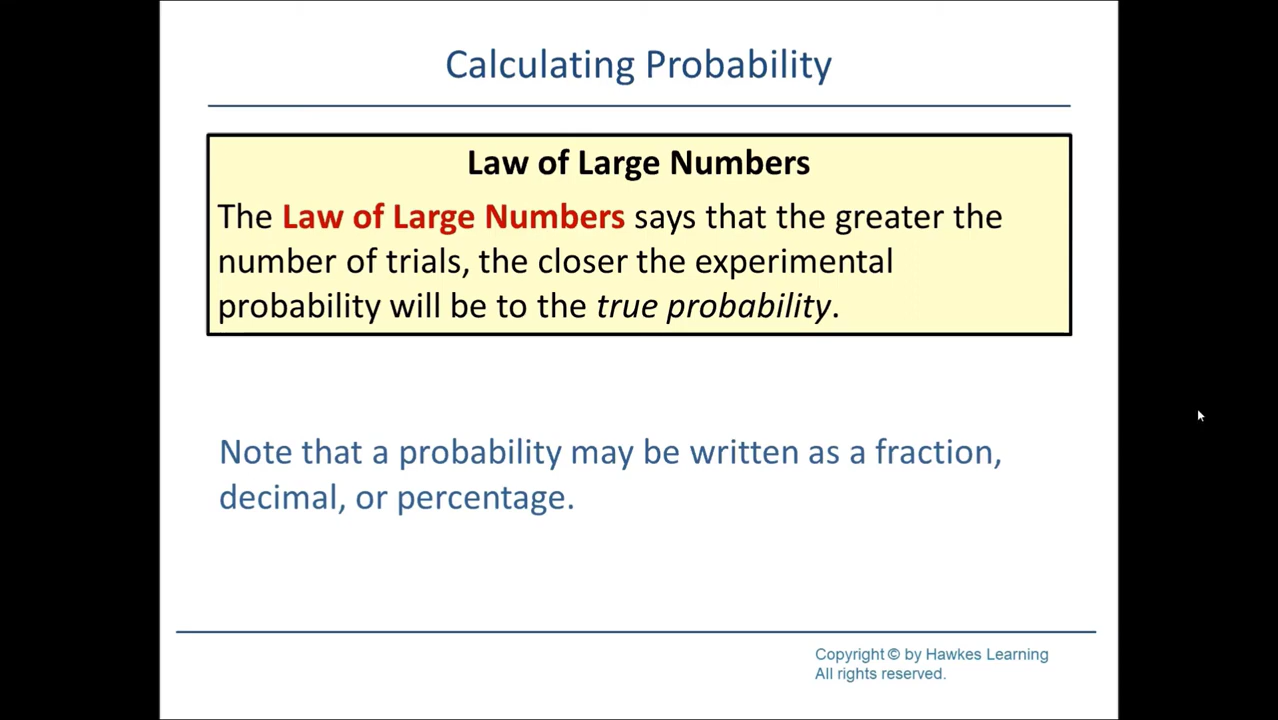 Calculating Probability
Law of Large Numbers
The Law of Large Numbers says that the greater the
number of trials, the closer the experimental
probability will be to the true probability.
Note that a probability may be written as a fraction,
decimal, or percentage.
Copyright © by Hawkes Learning
All rights reserved.